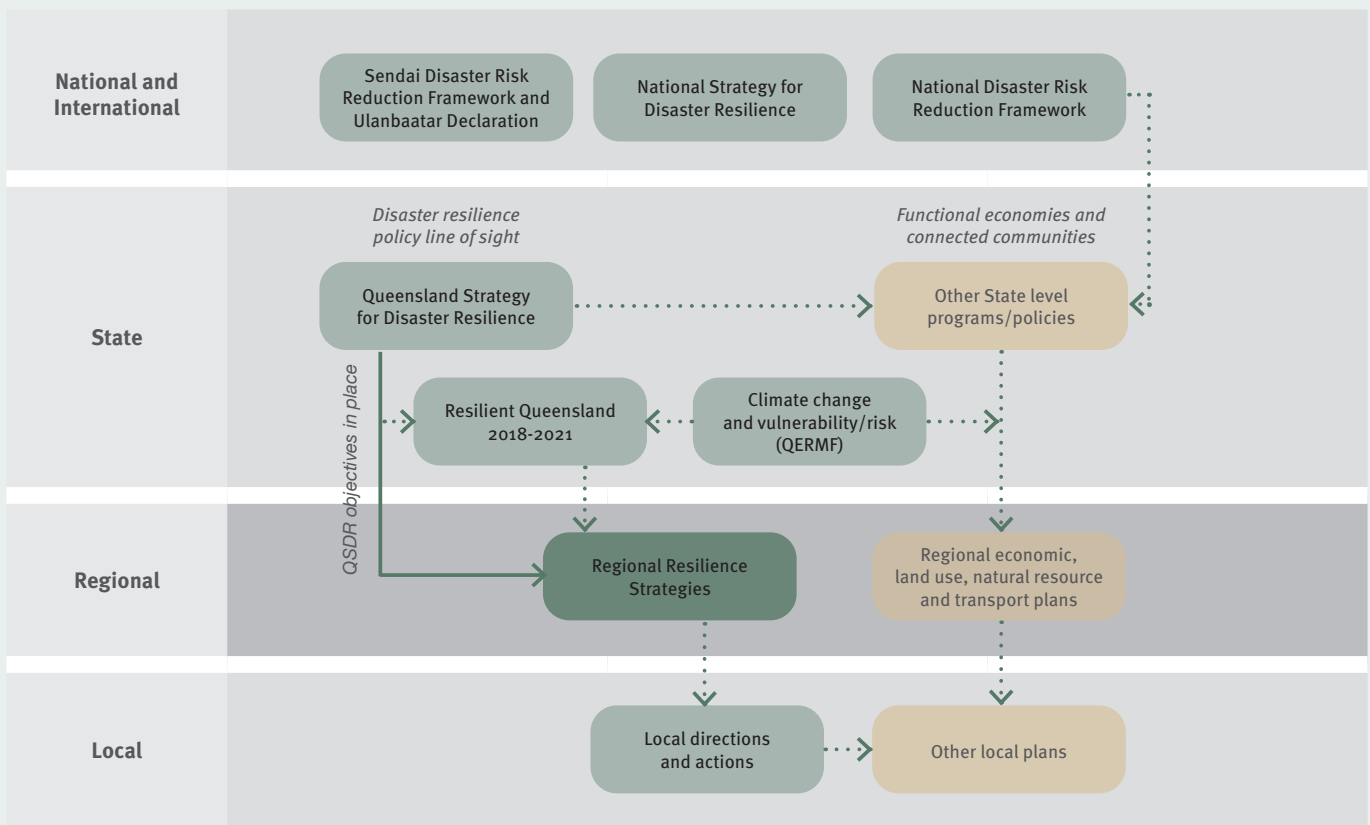 National and
International
Sendai Disaster Risk
Reduction Framework and
Ulanbaatar Declaration
National Strategy for
Disaster Resilience
National Disaster Risk
Reduction Framework
State
Disaster resilience
policy line of sight
Functional economies and
connected communities
Queensland Strategy
for Disaster Resilience
Other State level
programs/policies
QSDR objectives in place
Resilient Queensland
2018-2021
Climate change
and vulnerability/risk
(QERMF)
Regional
Regional Resilience
Strategies
Regional economic,
land use, natural resource
and transport plans
Local
Local directions
and actions
Other local plans